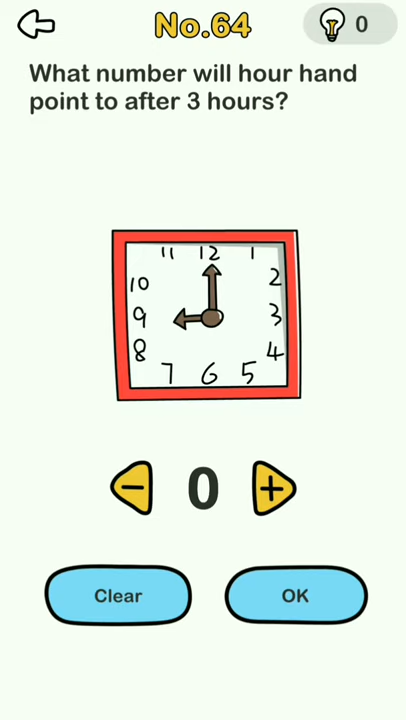 No.64
0
What number will hour hand
point to after 3 hours?
11 12 1
10 2
9 3
8 4
7 6 5
0
Clear OK